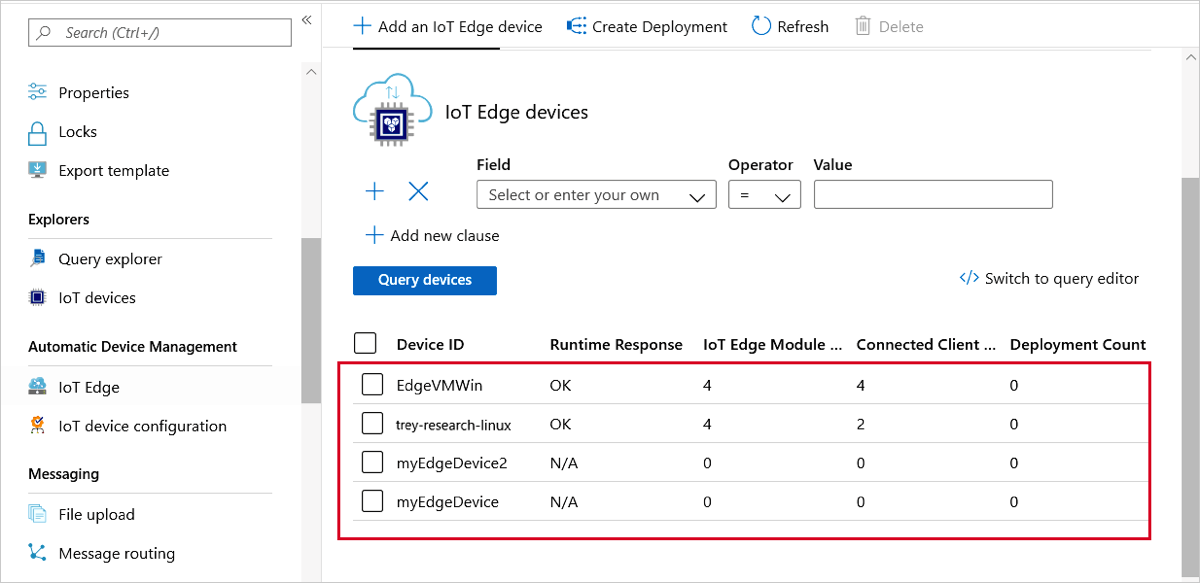 Search (Ctrl+/)
«
Properties
Locks
Export template
Explorers
Query explorer
IoT devices
Automatic Device Management
IoT Edge
IoT device configuration
Messaging
File upload
Message routing
Add an IoT Edge device Create Deployment Refresh Delete
IoT Edge devices
Field Operator Value
Select or enter your own =
Add new clause
Query devices </> Switch to query editor
Device ID Runtime Response IoT Edge Module ... Connected Client ... Deployment Count
EdgeVMWin OK 4 4 0
trey-research-linux OK 4 2 0
myEdgeDevice2 N/A 0 0 0
myEdgeDevice N/A 0 0 0